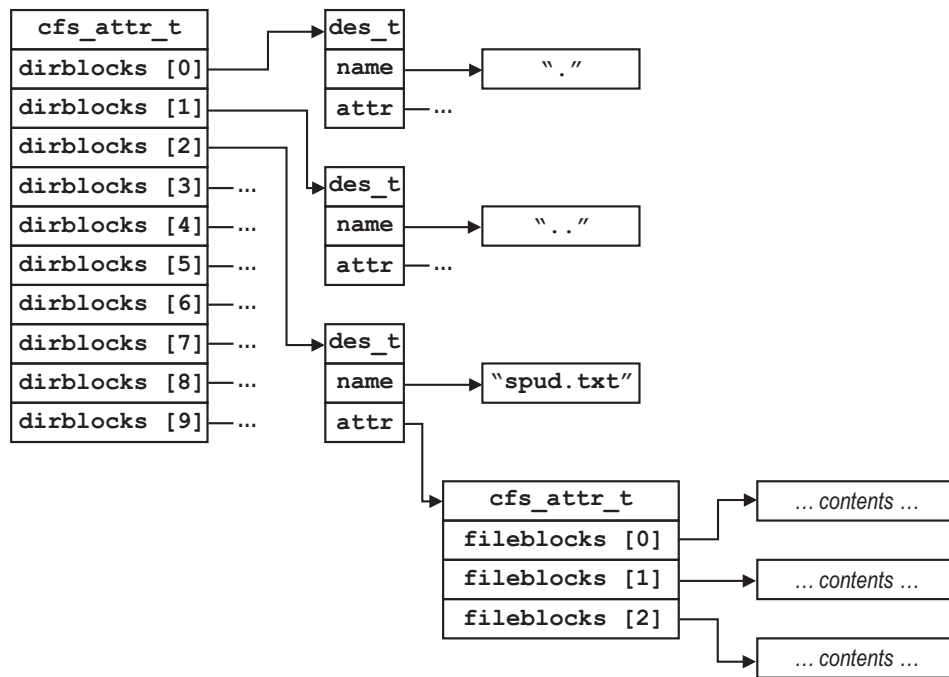 cfs_attr_t
dirblocks [0]
dirblocks [1]
dirblocks [2]
dirblocks [3]
dirblocks [4]
dirblocks [5]
dirblocks [6]
dirblocks [7]
dirblocks [8]
dirblocks [9]
...
...
...
...
...
...
...
des_t
name
attr
“.”
...
des_t
name
attr
“..”
...
des_t
name
attr
“spud.txt”
cfs_attr_t
fileblocks [0]
fileblocks [1]
fileblocks [2]
... contents ...
... contents ...
... contents ...